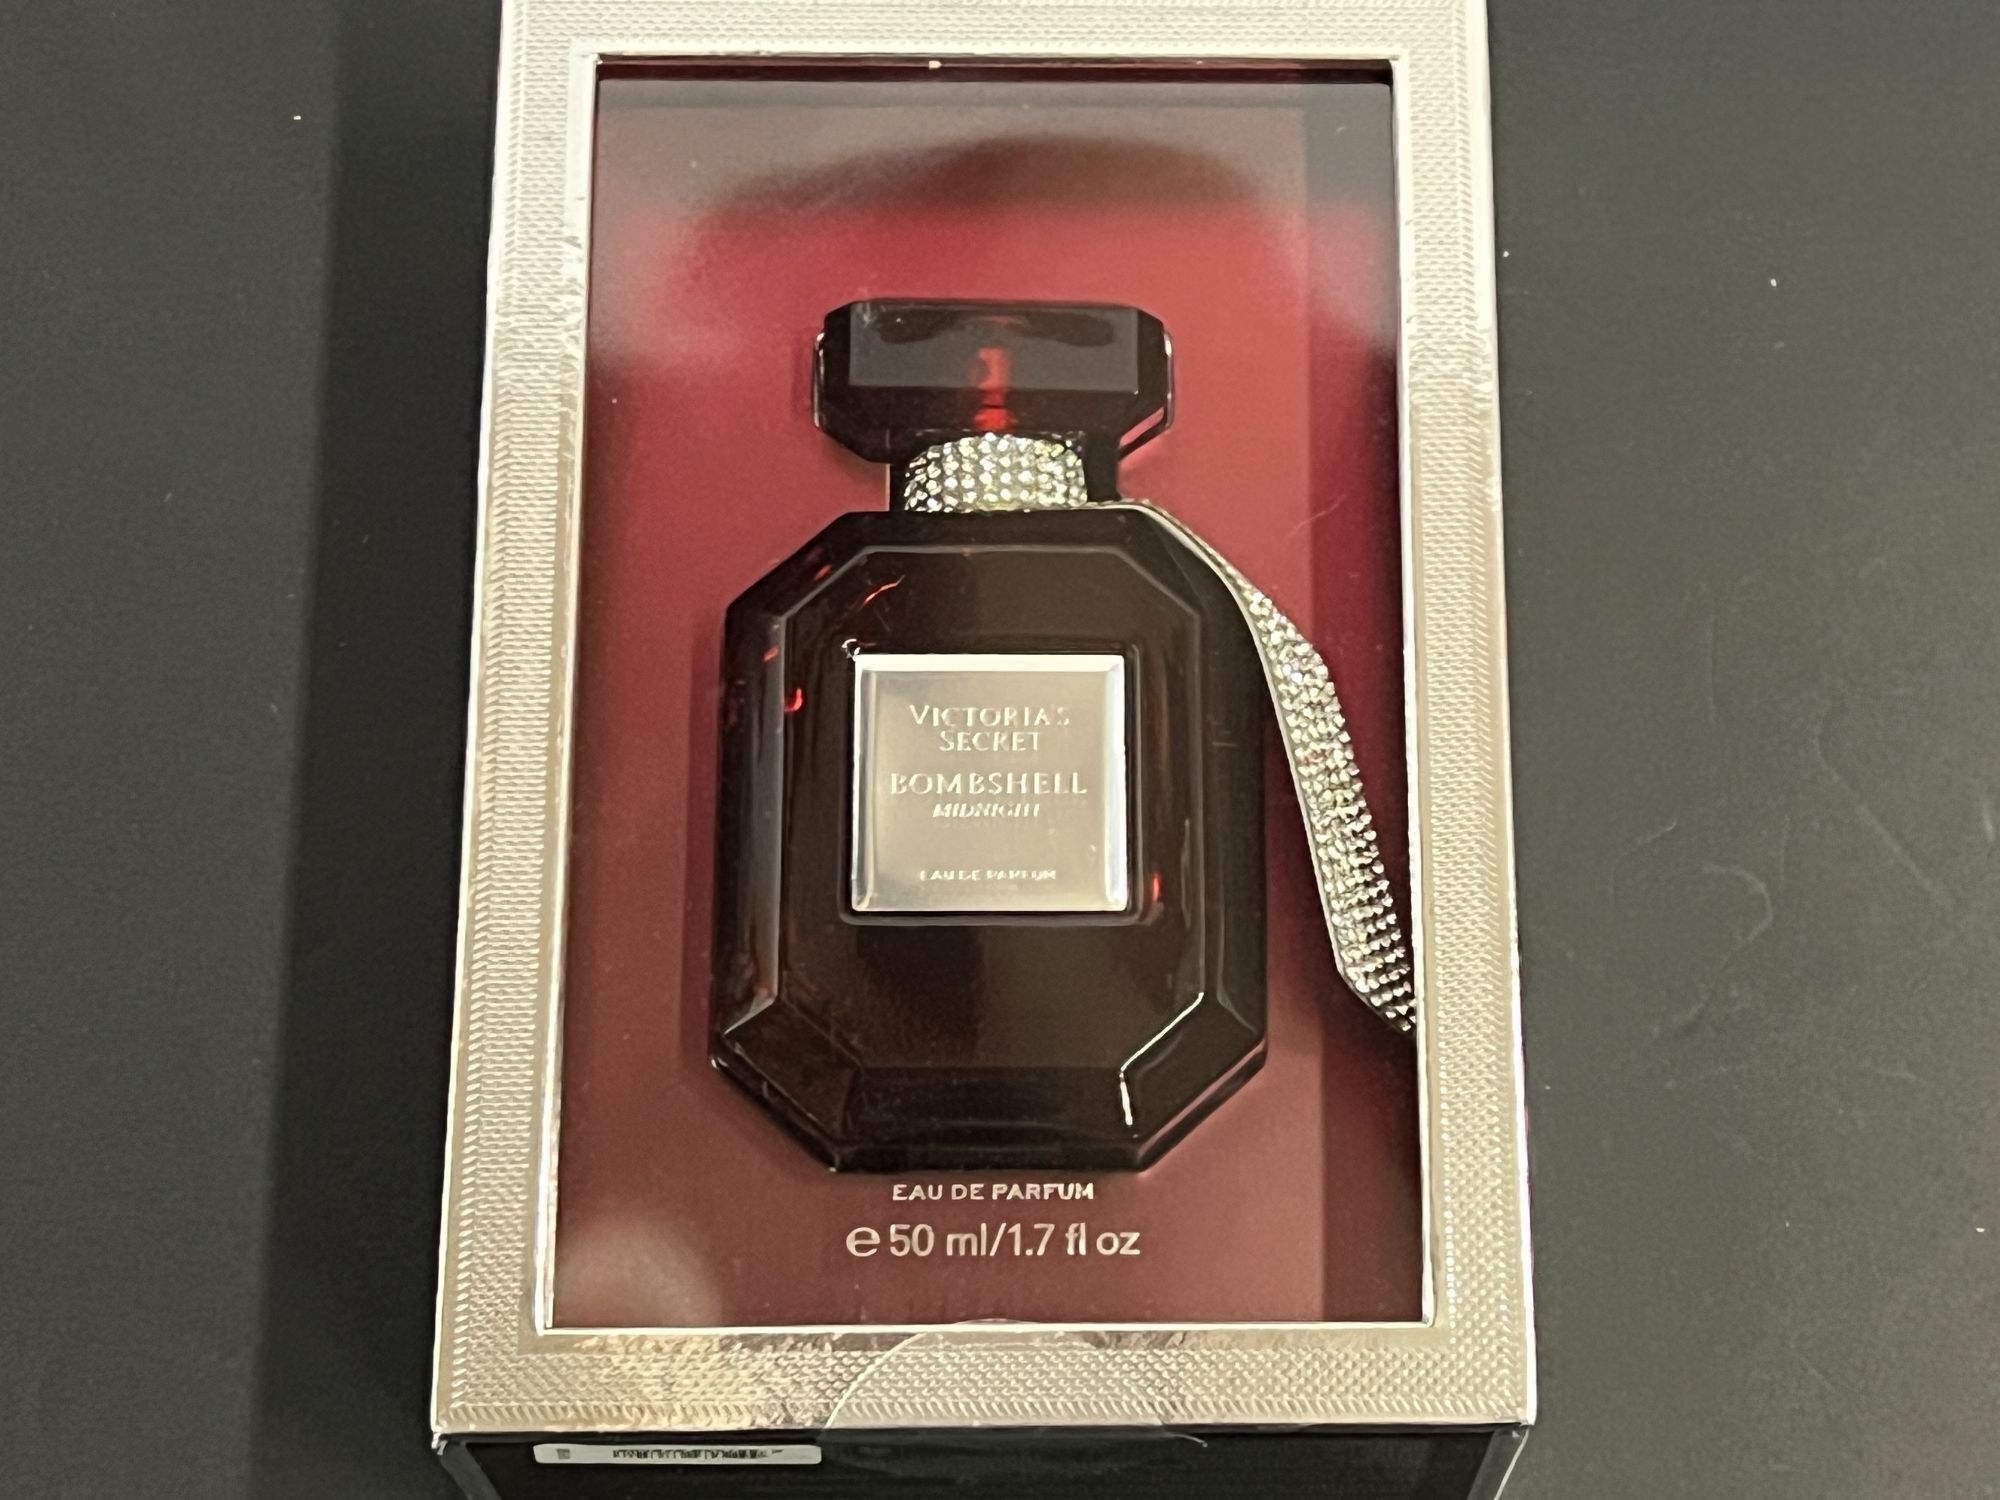 VICTORIA'S
SECRET
BOMBSHELL
MIDNIGHT
EAU DE PARFUM
EAU DE PARFUM
℮ 50 ml/1.7 fl oz